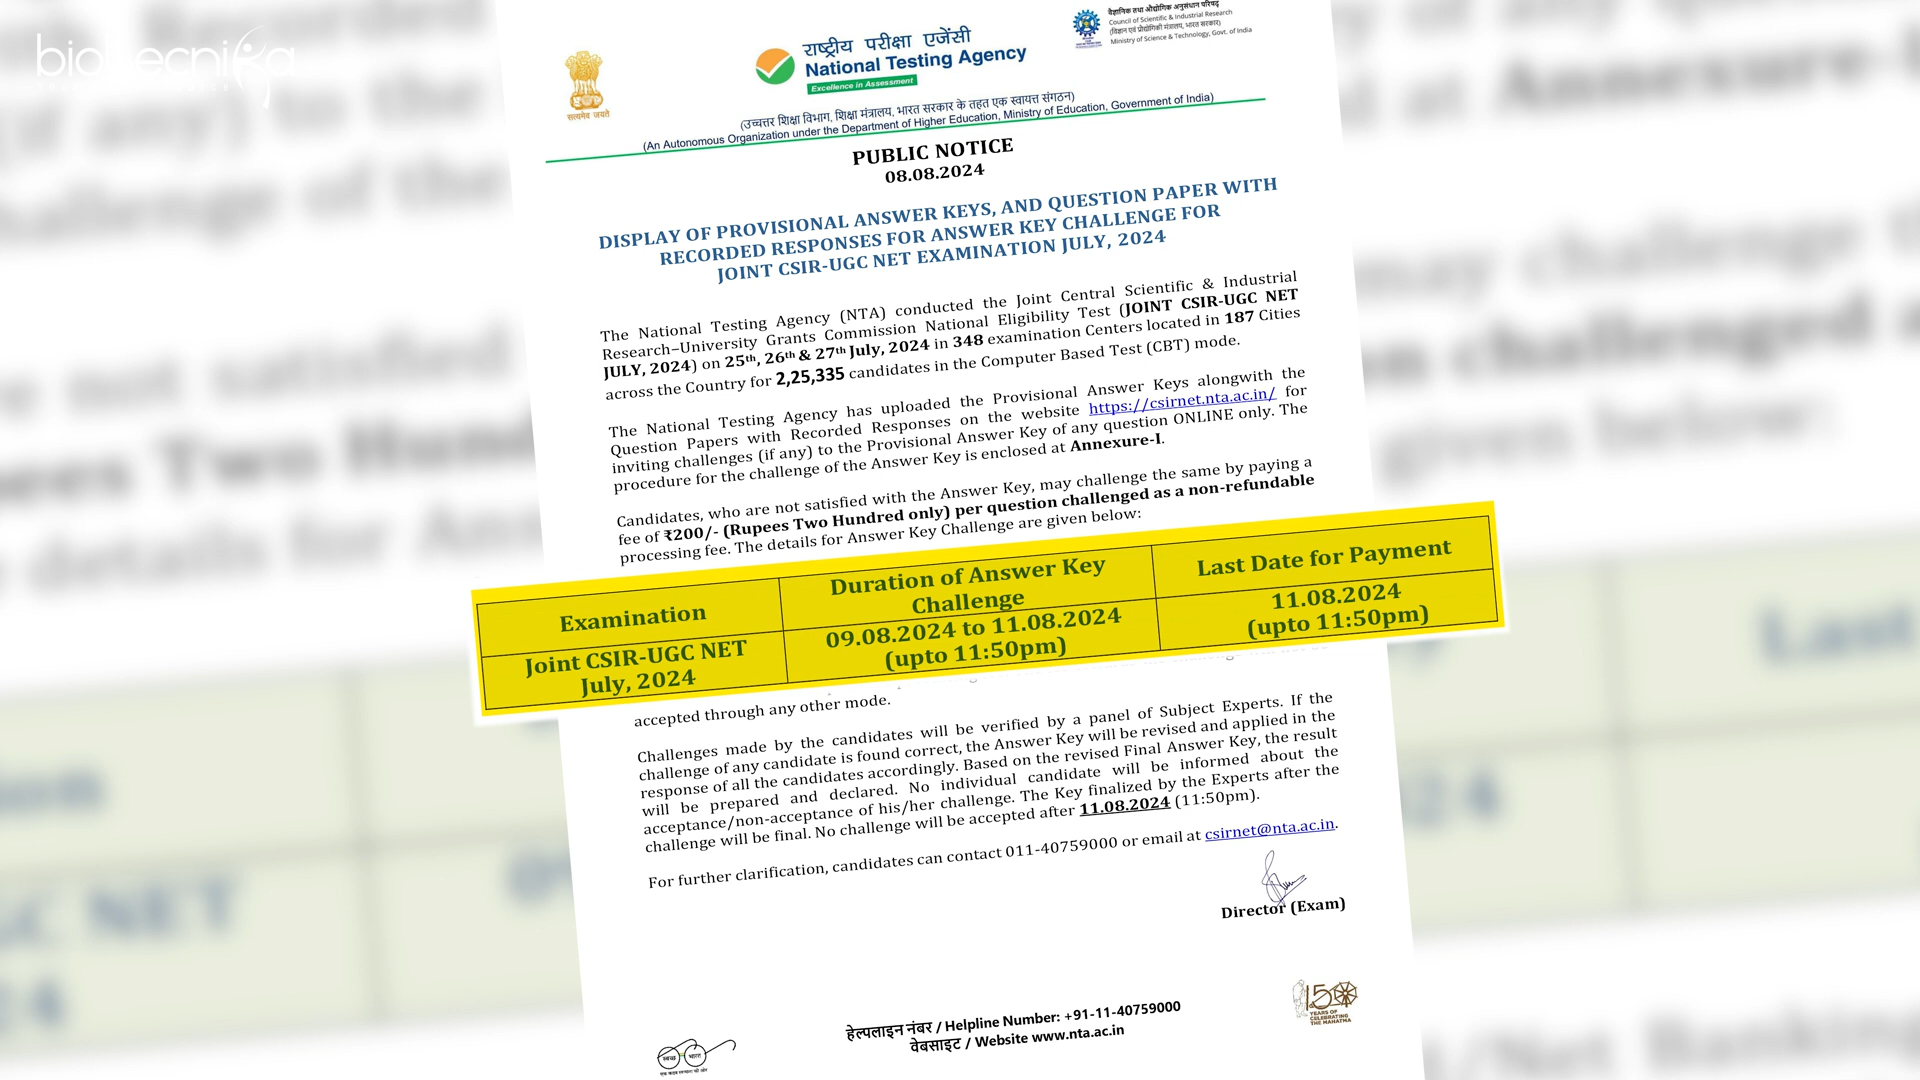 biotecnika
सत्यमेव जयते
राष्ट्रीय परीक्षा एजेंसी
National Testing Agency
Excellence in Assessment
वैज्ञानिक तथा औद्योगिक अनुसंधान परिषद्
Council of Scientific & Industrial Research
(विज्ञान एवं प्रौद्योगिकी मंत्रालय, भारत सरकार)
Ministry of Science & Technology, Govt. of India
(उच्चत्तर शिक्षा विभाग, शिक्षा मंत्रालय, भारत सरकार के तहत एक स्वायत्त संगठन)
(An Autonomous Organization under the Department of Higher Education, Ministry of Education, Government of India)
PUBLIC NOTICE
08.08.2024
DISPLAY OF PROVISIONAL ANSWER KEYS, AND QUESTION PAPER WITH
RECORDED RESPONSES FOR ANSWER KEY CHALLENGE FOR
JOINT CSIR-UGC NET EXAMINATION JULY, 2024
The National Testing Agency (NTA) conducted the Joint Central Scientific & Industrial
Research–University Grants Commission National Eligibility Test (JOINT CSIR-UGC NET
JULY, 2024) on 25th, 26th & 27th July, 2024 in 348 examination Centers located in 187 Cities
across the Country for 2,25,335 candidates in the Computer Based Test (CBT) mode.
The National Testing Agency has uploaded the Provisional Answer Keys alongwith the
Question Papers with Recorded Responses on the website https://csirnet.nta.ac.in/ for
inviting challenges (if any) to the Provisional Answer Key of any question ONLINE only. The
procedure for the challenge of the Answer Key is enclosed at Annexure-I.
Candidates, who are not satisfied with the Answer Key, may challenge the same by paying a
fee of ₹200/- (Rupees Two Hundred only) per question challenged as a non-refundable
processing fee. The details for Answer Key Challenge are given below:
Examination
Duration of Answer Key
Challenge
Last Date for Payment
Joint CSIR-UGC NET
July, 2024
09.08.2024 to 11.08.2024
(upto 11:50pm)
11.08.2024
(upto 11:50pm)
accepted through any other mode.
Challenges made by the candidates will be verified by a panel of Subject Experts. If the
challenge of any candidate is found correct, the Answer Key will be revised and applied in the
response of all the candidates accordingly. Based on the revised Final Answer Key, the result
will be prepared and declared. No individual candidate will be informed about the
acceptance/non-acceptance of his/her challenge. The Key finalized by the Experts after the
challenge will be final. No challenge will be accepted after 11.08.2024 (11:50pm).
For further clarification, candidates can contact 011-40759000 or email at csirnet@nta.ac.in.
Director (Exam)
हेल्पलाइन नंबर / Helpline Number: +91-11-40759000
वेबसाइट / Website www.nta.ac.in
स्वच्छ भारत
एक कदम स्वच्छता की ओर
150
YEARS OF
CELEBRATING
THE MAHATMA